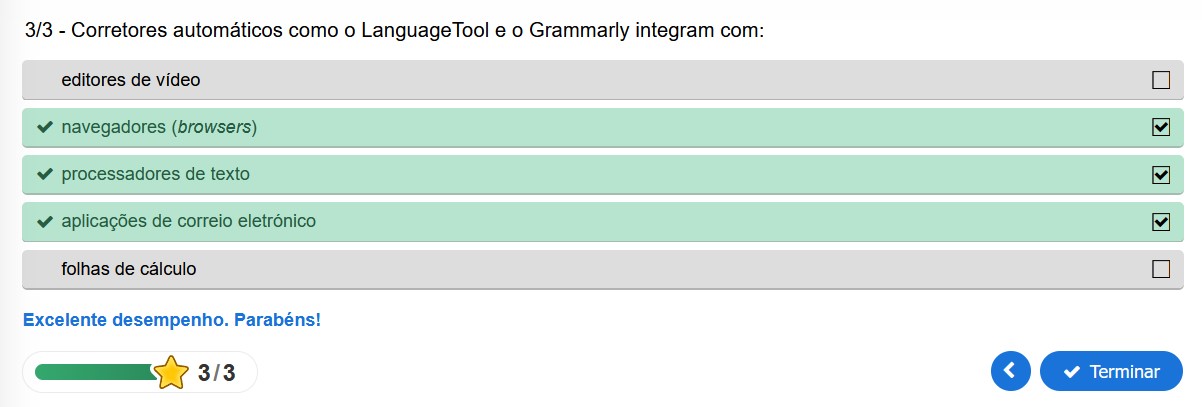 3/3 - Corretores automáticos como o LanguageTool e o Grammarly integram com:
editores de vídeo
navegadores (browsers)
processadores de texto
aplicações de correio eletrónico
folhas de cálculo
Excelente desempenho. Parabéns!
3/3
Terminar